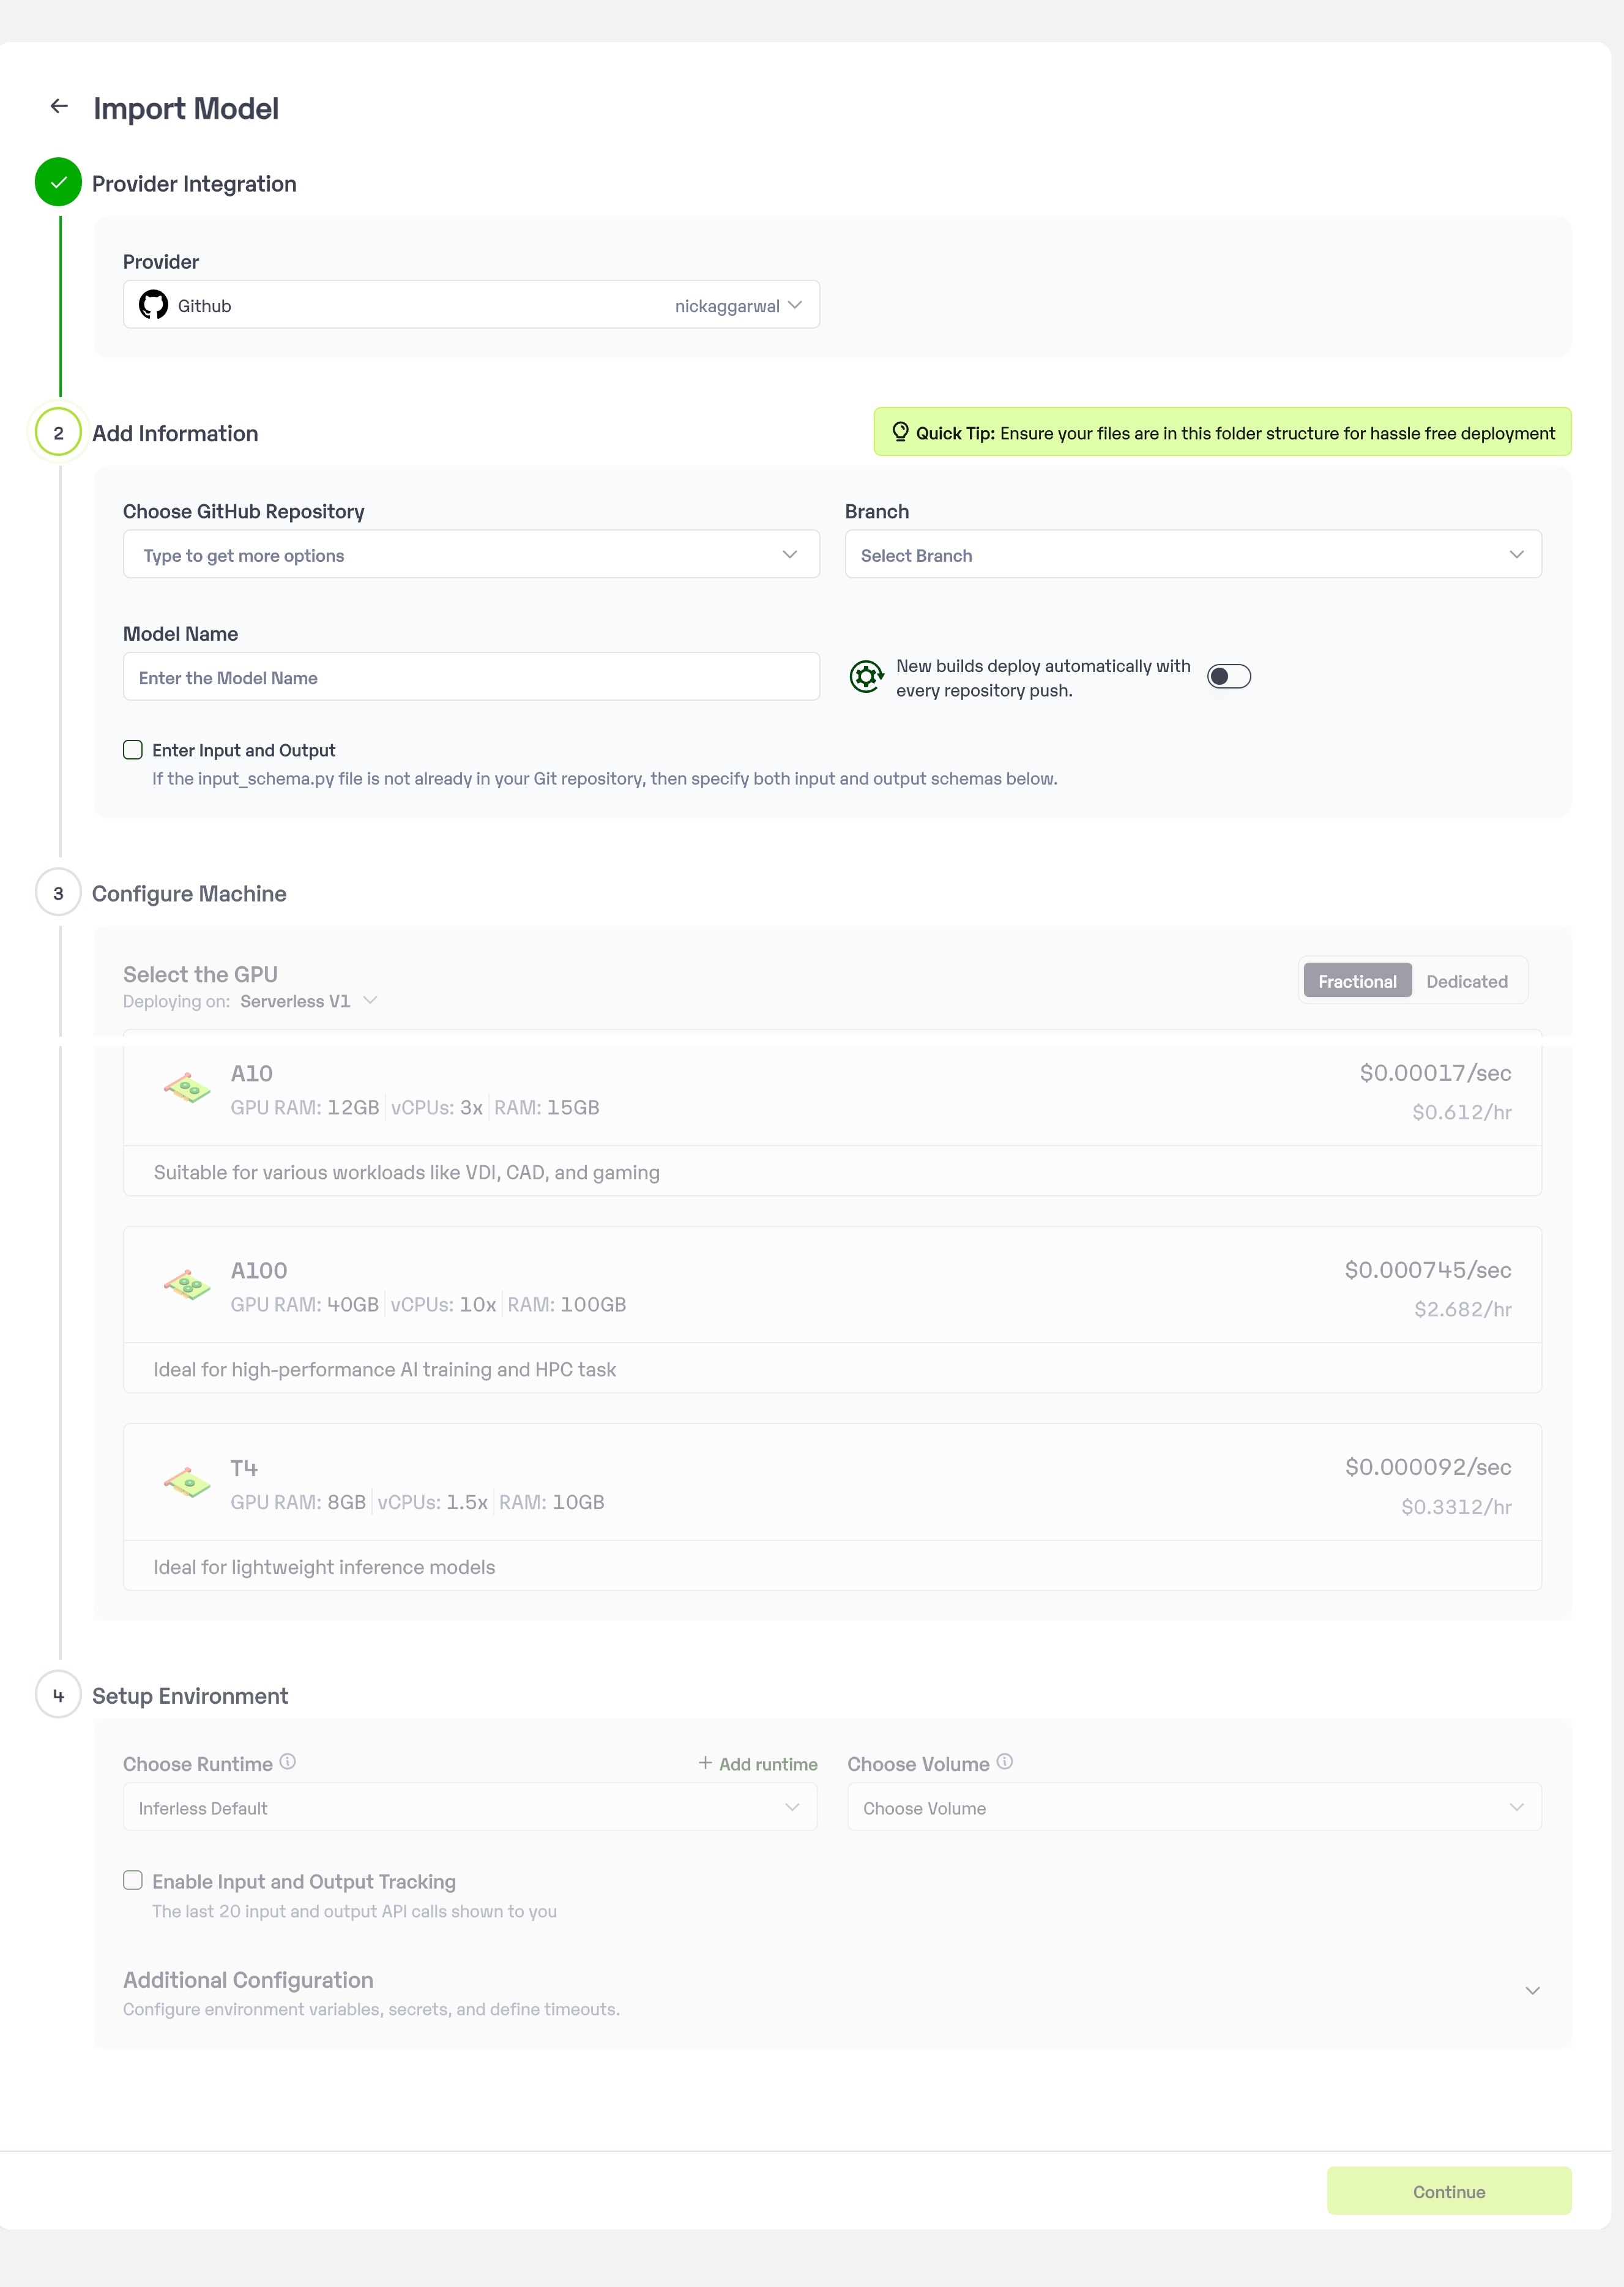 Import Model
Provider Integration
Provider
Github
nickaggarwal
2
Add Information
Quick Tip: Ensure your files are in this folder structure for hassle free deployment
Choose GitHub Repository
Branch
Type to get more options
Select Branch
Model Name
Enter the Model Name
New builds deploy automatically with
every repository push.
Enter Input and Output
If the input_schema.py file is not already in your Git repository, then specify both input and output schemas below.
3
Configure Machine
Select the GPU
Deploying on: Serverless V1
Fractional
Dedicated
A10
$0.00017/sec
GPU RAM: 12GB vCPUs: 3x RAM: 15GB
$0.612/hr
Suitable for various workloads like VDI, CAD, and gaming
A100
$0.000745/sec
GPU RAM: 40GB vCPUs: 10x RAM: 100GB
$2.682/hr
Ideal for high-performance AI training and HPC task
T4
$0.000092/sec
GPU RAM: 8GB vCPUs: 1.5x RAM: 10GB
$0.3312/hr
Ideal for lightweight inference models
4
Setup Environment
Choose Runtime
+ Add runtime
Choose Volume
Inferless Default
Choose Volume
Enable Input and Output Tracking
The last 20 input and output API calls shown to you
Additional Configuration
Configure environment variables, secrets, and define timeouts.
Continue